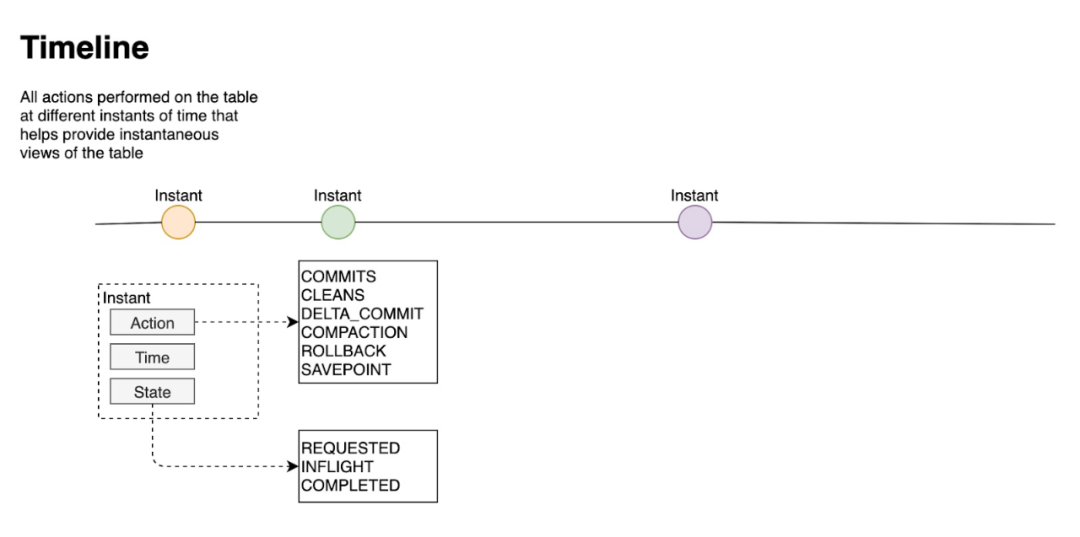 Timeline
All actions performed on the table
at different instants of time that
helps provide instantaneous
views of the table
Instant
Instant
Instant
Instant
Action
Time
State
COMMITS
CLEANS
DELTA_COMMIT
COMPACTION
ROLLBACK
SAVEPOINT
REQUESTED
INFLIGHT
COMPLETED